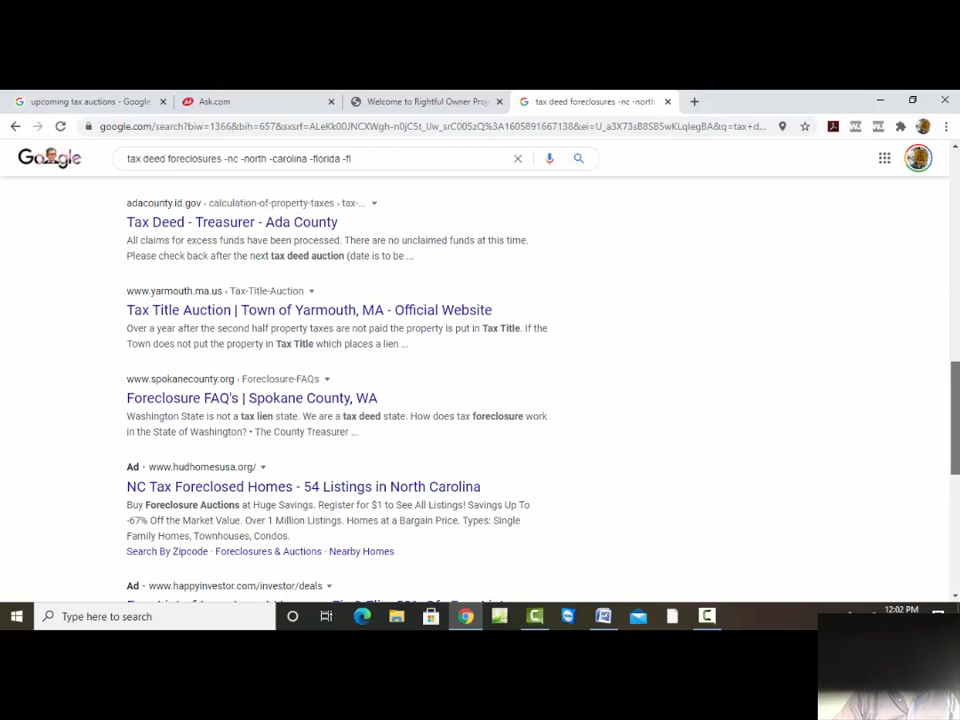 upcoming tax auctions - Google
Ask.com
Welcome to Rightful Owner Prop
tax deed foreclosures -nc -north
google.com/search?biw=1366&bih=657&sxsrf=ALeKk00JCXWgh-n0jC5t_Uw_srC005zQ%3A1605891667138&ei=U_a3X73sB8SB5wKLqlegBA&q=tax+d...
Google
tax deed foreclosures -nc -north -carolina -florida -fl
adacounty.id.gov › calculation-of-property-taxes › tax-...
Tax Deed - Treasurer - Ada County
All claims for excess funds have been processed. There are no unclaimed funds at this time.
Please check back after the next tax deed auction (date is to be ...
www.yarmouth.ma.us › Tax-Title-Auction
Tax Title Auction | Town of Yarmouth, MA - Official Website
Over a year after the second half property taxes are not paid the property is put in Tax Title. If the
Town does not put the property in Tax Title which places a lien ...
www.spokanecounty.org › Foreclosure-FAQs
Foreclosure FAQ's | Spokane County, WA
Washington State is not a tax lien state. We are a tax deed state. How does tax foreclosure work
in the State of Washington? • The County Treasurer ...
Ad · www.hudhomesusa.org/
NC Tax Foreclosed Homes - 54 Listings in North Carolina
Buy Foreclosure Auctions at Huge Savings. Register for $1 to See All Listings! Savings Up To
-67% Off the Market Value. Over 1 Million Listings. Homes at a Bargain Price. Types: Single
Family Homes, Townhouses, Condos.
Search By Zipcode · Foreclosures & Auctions · Nearby Homes
Ad · www.happyinvestor.com/investor/deals
Type here to search
12:02 PM